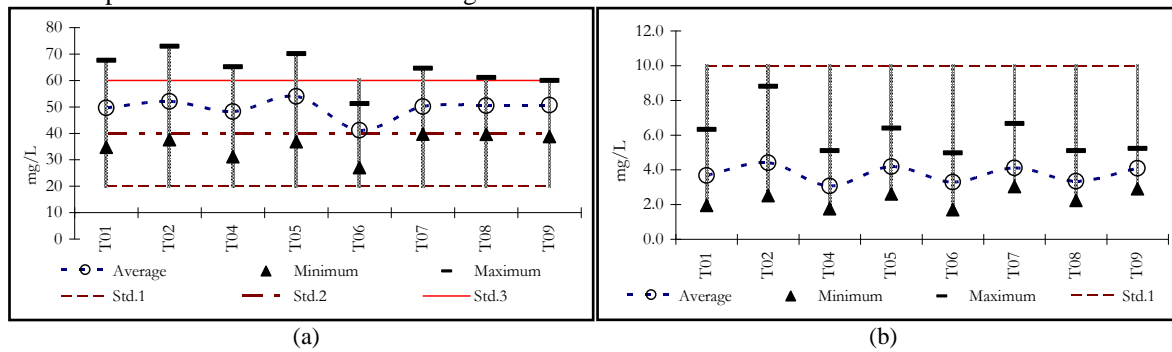 80
70
60
50
40
30
20
10
0
mg/L
T01 T02 T04 T05 T06 T07 T08 T09
Average Minimum Maximum
Std.1 Std.2 Std.3
(a)
12.0
10.0
8.0
6.0
4.0
2.0
0.0
mg/L
T01 T02 T04 T05 T06 T07 T08 T09
Average Minimum Maximum Std.1
(b)